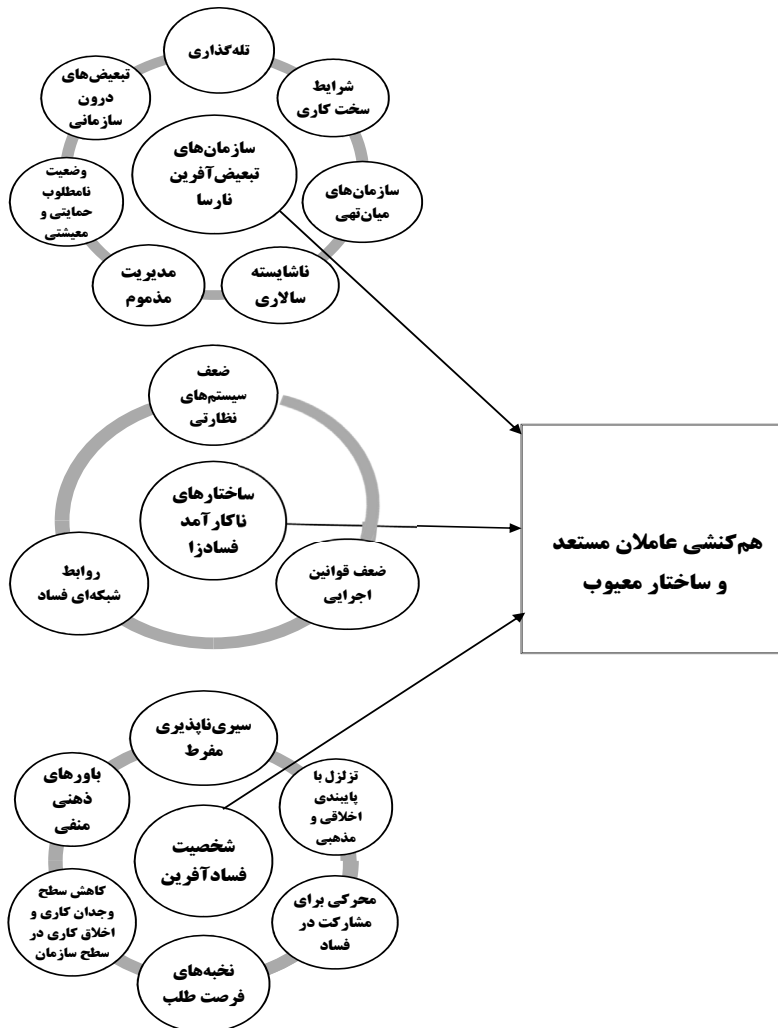 تله‌گذاری
تبعیض‌های
درون
سازمانی
شرایط
سخت کاری
سازمان‌های
تبعیض‌آفرین
نارسا
وضعیت
نامطلوب
حمایتی و
معیشتی
سازمان‌های
میان‌تهی
مدیریت
مذموم
ناشایسته
سالاری
ضعف
سیستم‌های
نظارتی
ساختارهای
ناکارآمد
فسادزا
روابط
شبکه‌ای فساد
ضعف قوانین
اجرایی
هم‌کنشی عاملان مستعد
و ساختار معیوب
سیری‌ناپذیری
مفرط
باورهای
ذهنی
منفی
تزلزل با
پایبندی
اخلاقی و
مذهبی
شخصیت
فسادآفرین
کاهش سطح
وجدان کاری و
اخلاق کاری در
سطح سازمان
محرکی برای
مشارکت در
فساد
نخبه‌های
فرصت طلب